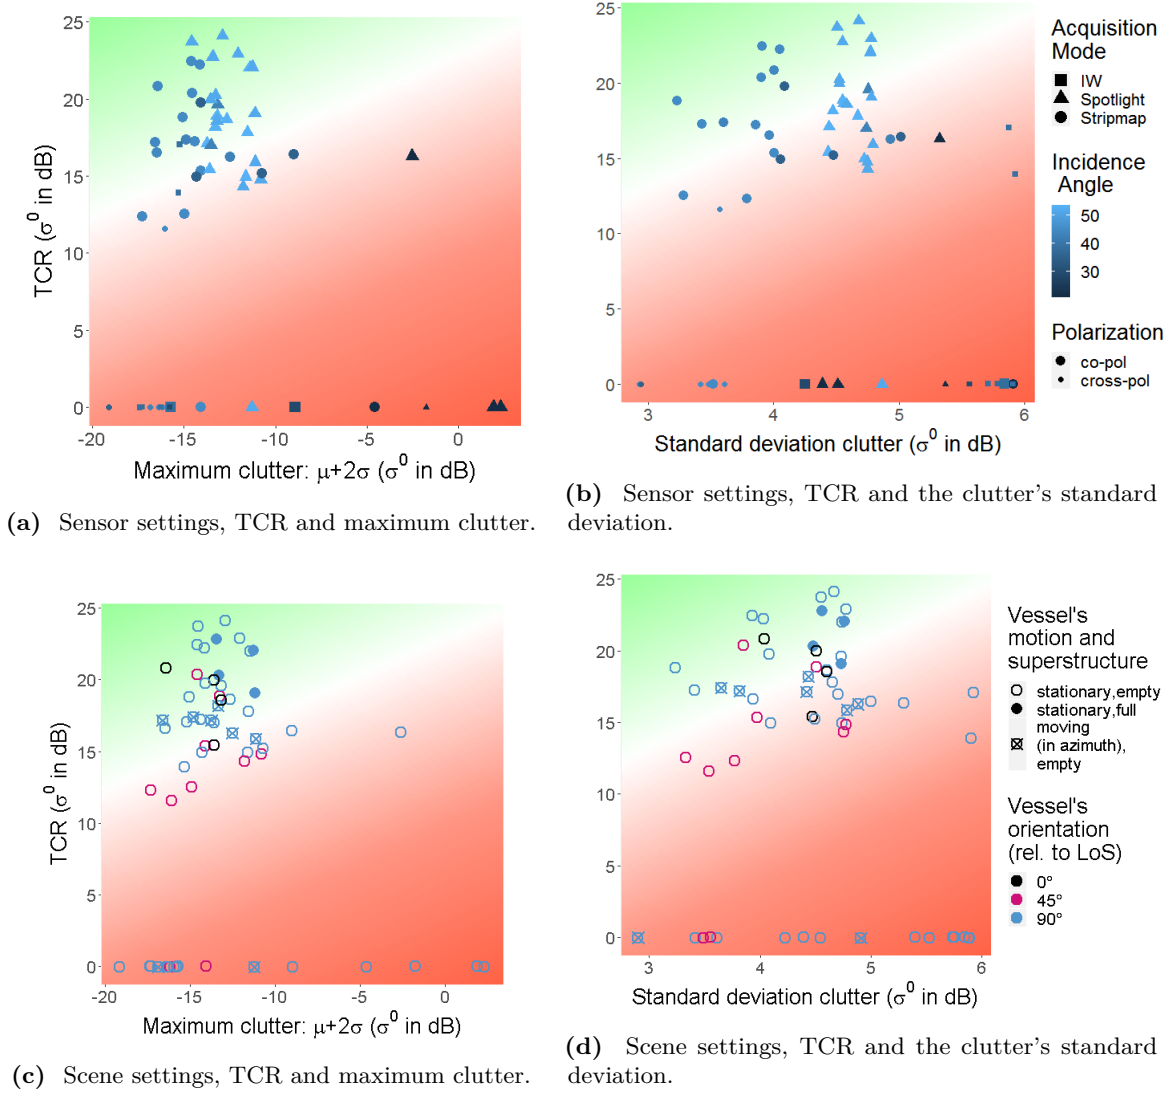 25
20
15
10
5
0
TCR (σ⁰ in dB)
-20
-15
-10
-5
0
Maximum clutter: μ+2σ (σ⁰ in dB)
(a) Sensor settings, TCR and maximum clutter.
25
20
15
10
5
0
3
4
5
6
Standard deviation clutter (σ⁰ in dB)
(b) Sensor settings, TCR and the clutter's standard
deviation.
Acquisition
Mode
IW
Spotlight
Stripmap
Incidence
Angle
50
40
30
Polarization
co-pol
cross-pol
25
20
15
10
5
0
TCR (σ⁰ in dB)
-20
-15
-10
-5
0
Maximum clutter: μ+2σ (σ⁰ in dB)
(c) Scene settings, TCR and maximum clutter.
25
20
15
10
5
0
3
4
5
6
Standard deviation clutter (σ⁰ in dB)
(d) Scene settings, TCR and the clutter's standard
deviation.
Vessel's
motion and
superstructure
stationary,empty
stationary,full
moving
(in azimuth),
empty
Vessel's
orientation
(rel. to LoS)
0°
45°
90°